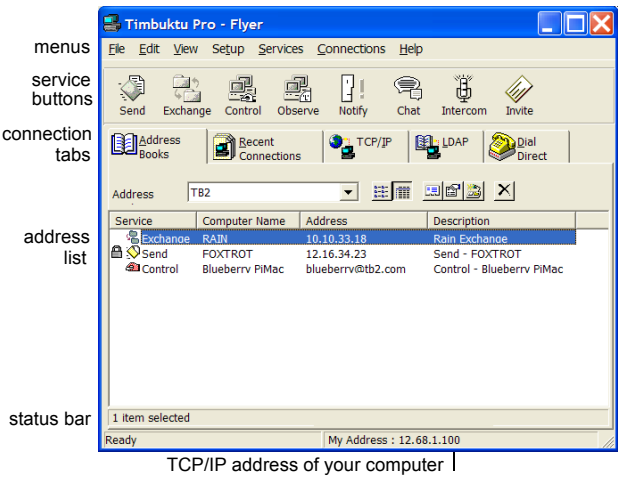 Timbuktu Pro - Flyer
menus
File Edit View Setup Services Connections Help
service
buttons
Send Exchange Control Observe Notify Chat Intercom Invite
connection
tabs
Address
Books
Recent
Connections
TCP/IP
LDAP
Dial
Direct
Address TB2
Service Computer Name Address Description
address
list
Exchange RAIN 10.10.33.18 Rain Exchange
Send FOXTROT 12.16.34.23 Send - FOXTROT
Control Blueberry PiMac blueberry@tb2.com Control - Blueberry PiMac
status bar
1 item selected
Ready My Address : 12.68.1.100
TCP/IP address of your computer